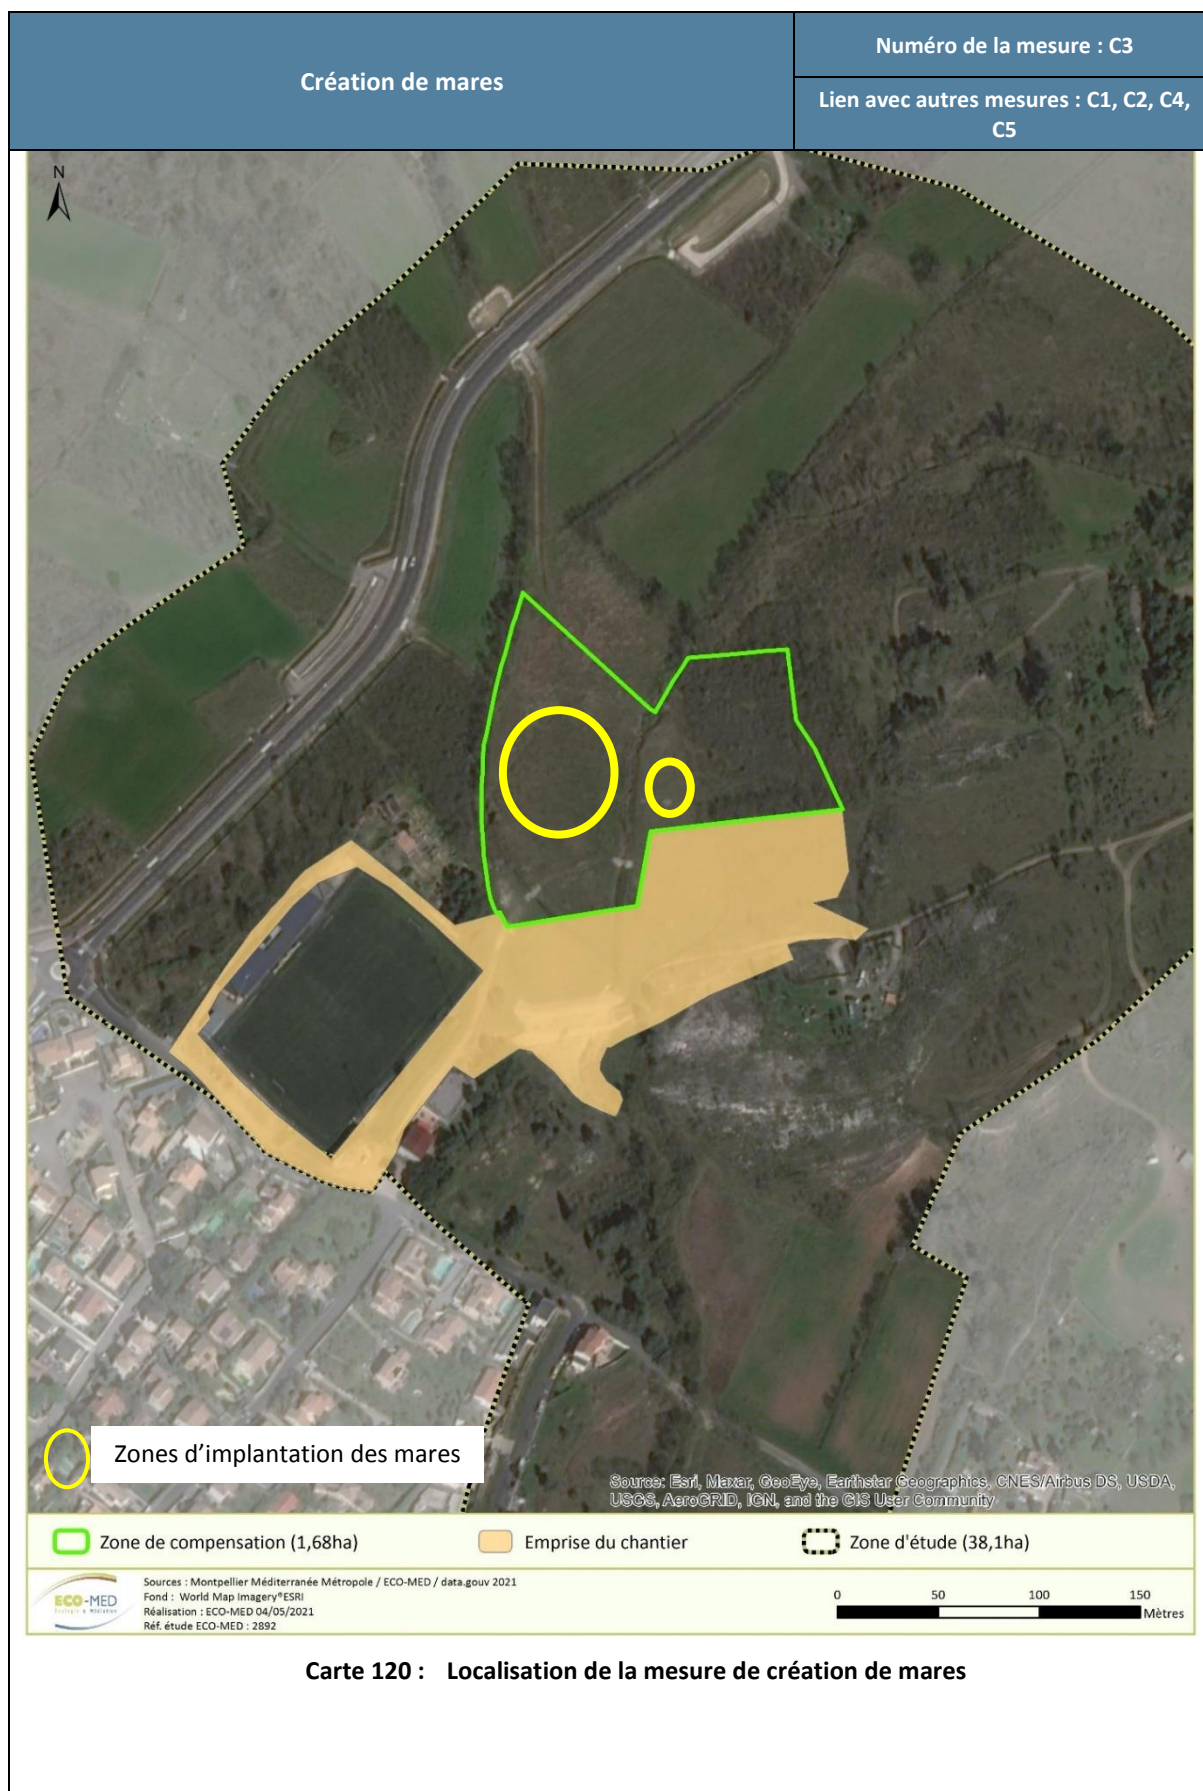 Création de mares
Numéro de la mesure : C3
Lien avec autres mesures : C1, C2, C4,
C5
N
Zones d’implantation des mares
Source: Esri, Maxar, GeoEye, Earthstar Geographics, CNES/Airbus DS, USDA,
USGS, AeroGRID, IGN, and the GIS User Community
Zone de compensation (1,68ha)
Emprise du chantier
Zone d'étude (38,1ha)
ECO-MED
Ecologie & Médiation
Sources : Montpellier Méditerranée Métropole / ECO-MED / data.gouv 2021
Fond : World Map Imagery®ESRI
Réalisation : ECO-MED 04/05/2021
Réf. étude ECO-MED : 2892
0 50 100 150
Mètres
Carte 120 : Localisation de la mesure de création de mares